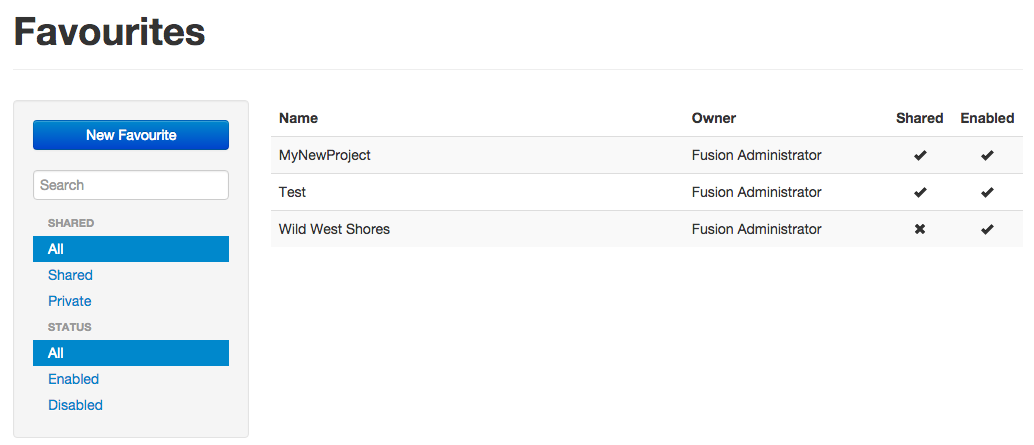 Favourites
New Favourite
Search
SHARED
All
Shared
Private
STATUS
All
Enabled
Disabled
Name Owner Shared Enabled
MyNewProject Fusion Administrator ✔ ✔
Test Fusion Administrator ✔ ✔
Wild West Shores Fusion Administrator ✖ ✔